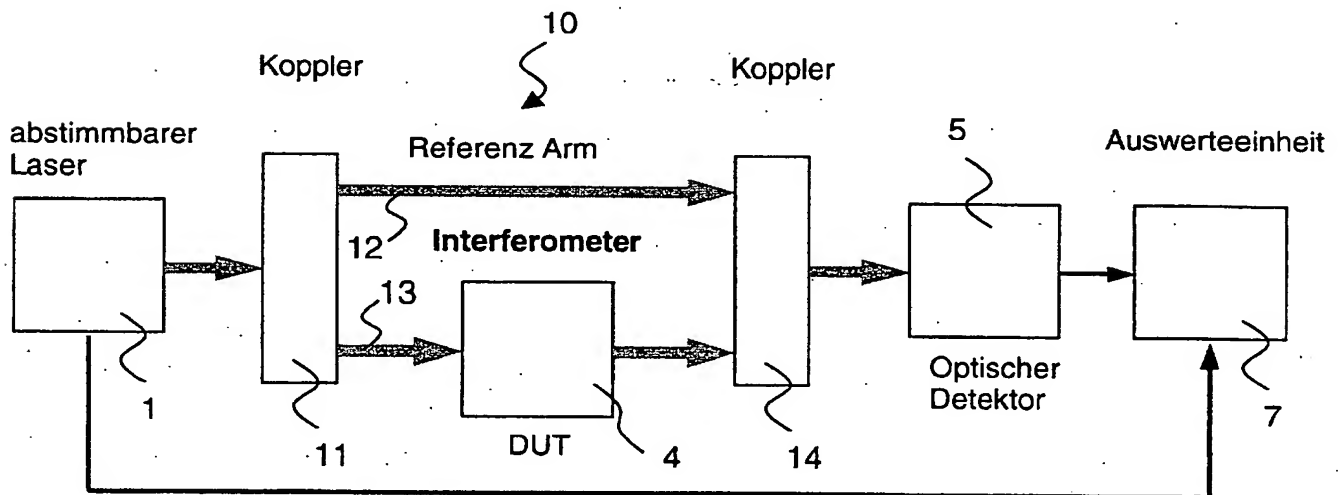 10
Koppler
Koppler
abstimmbarer
Laser
Referenz Arm
5
Auswerteeinheit
12
Interferometer
13
1
11
DUT
4
14
Optischer
Detektor
7